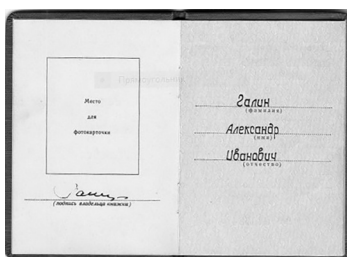 Место
для
фотокарточки
(подпись владельца книжки)
Галин
(фамилия)
Александр
(имя)
Иванович
(отчество)